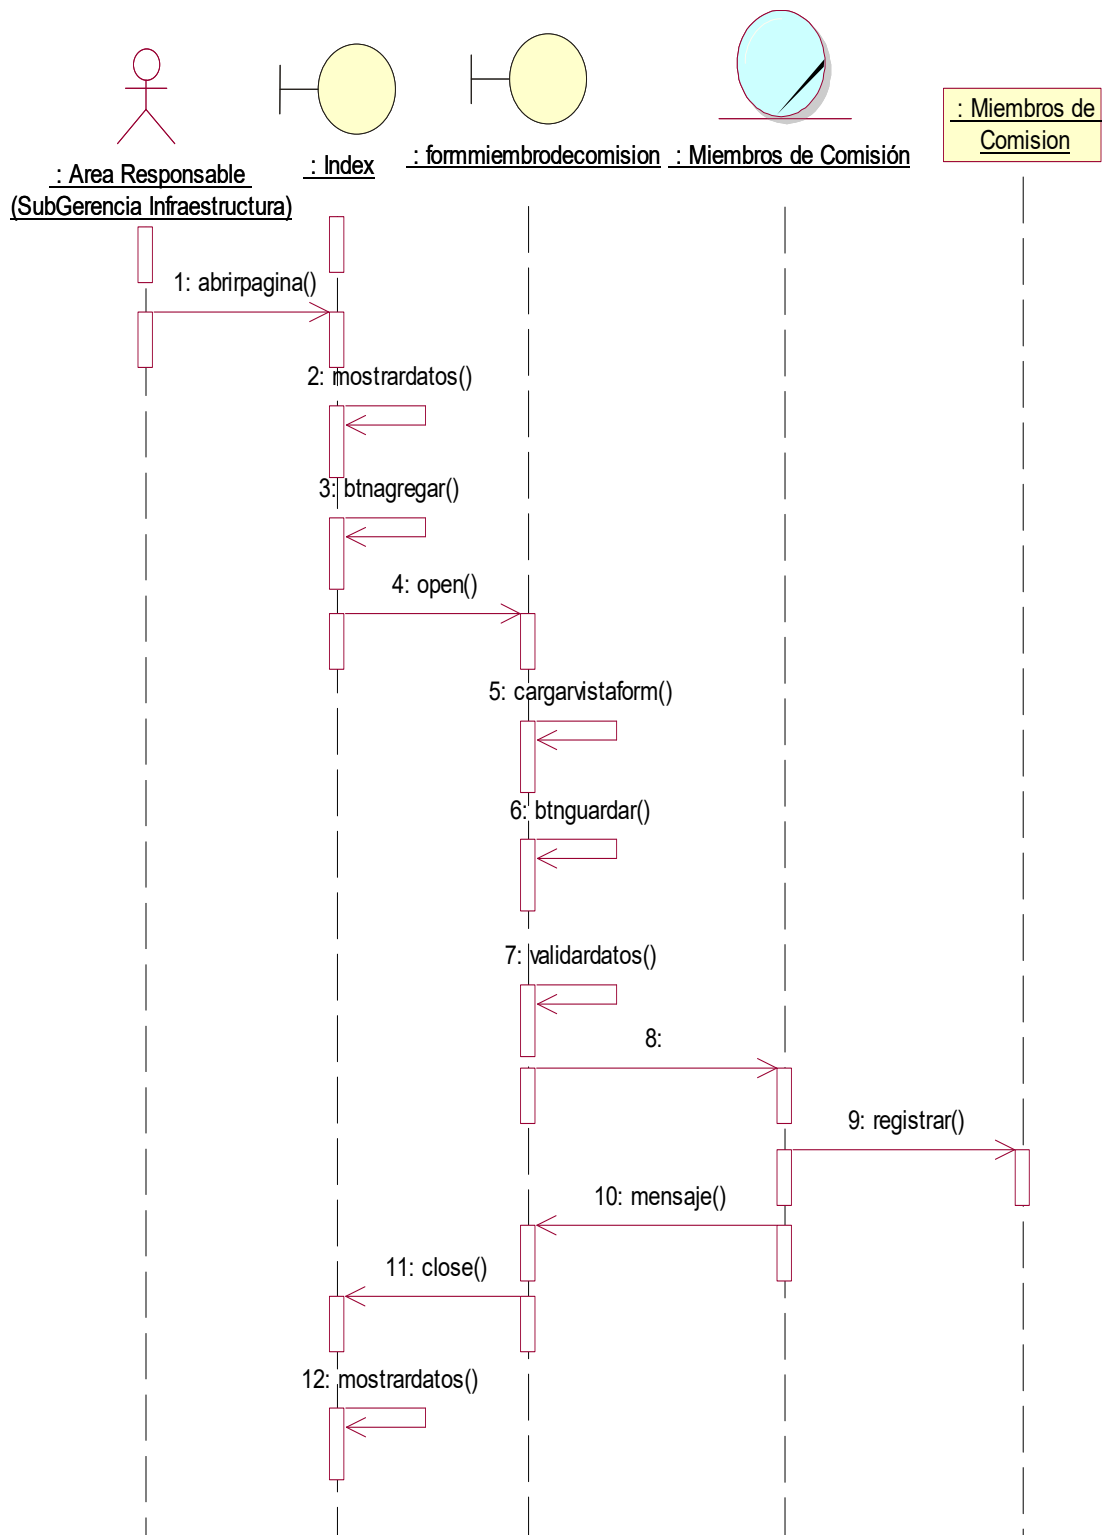 : Area Responsable
(SubGerencia Infraestructura)
: Index
: formmiembrodecomision
: Miembros de Comisión
: Miembros de
Comision
1: abrirpagina()
2: mostrardatos()
3: btnagregar()
4: open()
5: cargarvistaform()
6: btnguardar()
7: validardatos()
8:
9: registrar()
10: mensaje()
11: close()
12: mostrardatos()